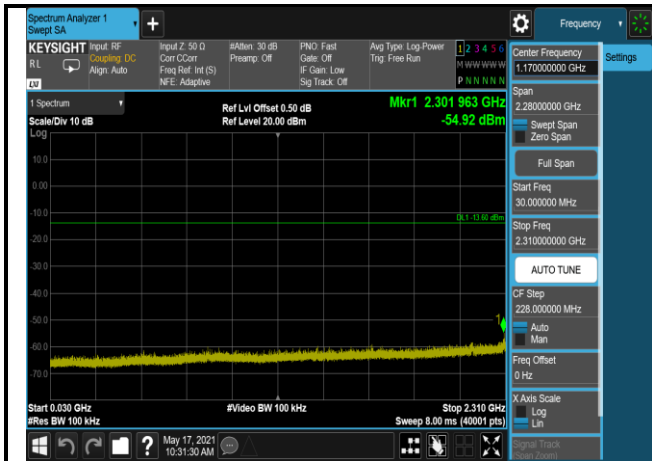 Spectrum Analyzer 1
Swept SA
+
Frequency
KEYSIGHT
RL
LXI
Input: RF
Coupling: DC
Align: Auto
Input Z: 50 Ω
Corr CCorr
Freq Ref: Int (S)
NFE: Adaptive
#Atten: 30 dB
Preamp: Off
PNO: Fast
Gate: Off
IF Gain: Low
Sig Track: Off
Avg Type: Log-Power
Trig: Free Run
1 2 3 4 5 6
M W W W W W
P N N N N N
Settings
Center Frequency
1.170000000 GHz
Span
2.28000000 GHz
Swept Span
Zero Span
Full Span
Start Freq
30.000000 MHz
Stop Freq
2.310000000 GHz
AUTO TUNE
CF Step
228.000000 MHz
Auto
Man
Freq Offset
0 Hz
X Axis Scale
Log
Lin
Signal Track
(Span Zoom)
1 Spectrum
Scale/Div 10 dB
Log
Ref Lvl Offset 0.50 dB
Ref Level 20.00 dBm
Mkr1 2.301 963 GHz
-54.92 dBm
10.0
0.00
-10.0
DL1 -13.60 dBm
-20.0
-30.0
-40.0
-50.0
1
-60.0
-70.0
Start 0.030 GHz
#Res BW 100 kHz
#Video BW 100 kHz
Stop 2.310 GHz
Sweep 8.00 ms (40001 pts)
?
May 17, 2021
10:31:30 AM